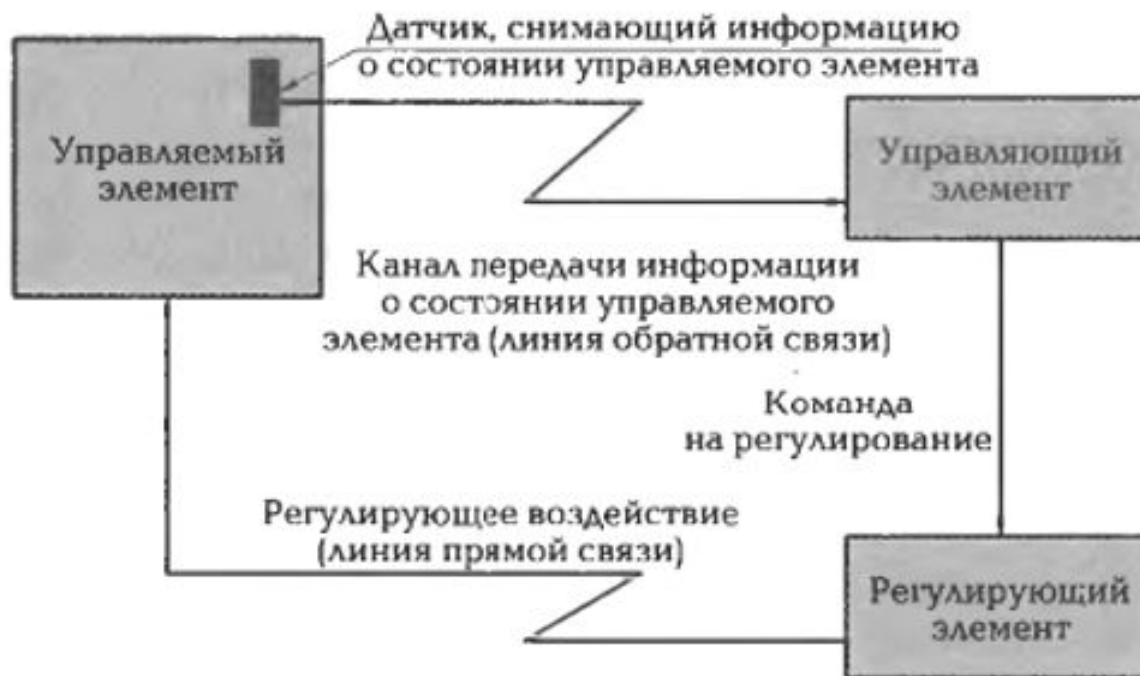 Датчик, снимающий информацию
о состоянии управляемого элемента
Управляемый
элемент
Управляющий
элемент
Канал передачи информации
о состоянии управляемого
элемента (линия обратной связи)
Команда
на регулирование
Регулирующее воздействие
(линия прямой связи)
Регулирующий
элемент